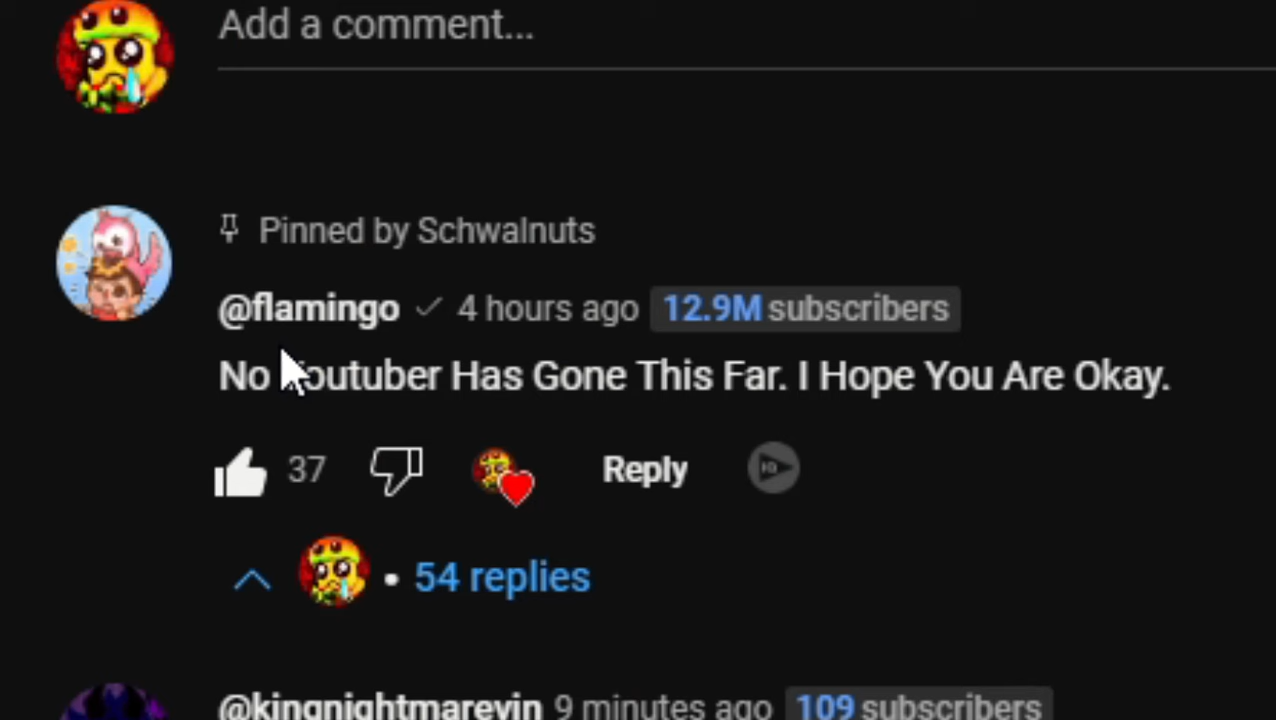 Add a comment...
Pinned by Schwalnuts
@flamingo 4 hours ago 12.9M subscribers
No Youtuber Has Gone This Far. I Hope You Are Okay.
37 Reply
54 replies
@kingnightmarevin 9 minutes ago 109 subscribers